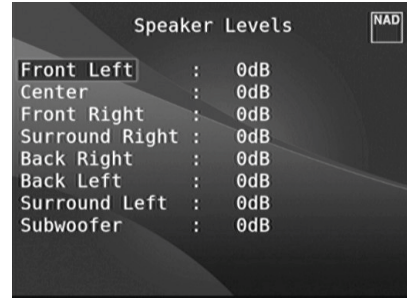 Speaker Levels
NAD
Front Left : 0dB
Center : 0dB
Front Right : 0dB
Surround Right : 0dB
Back Right : 0dB
Back Left : 0dB
Surround Left : 0dB
Subwoofer : 0dB